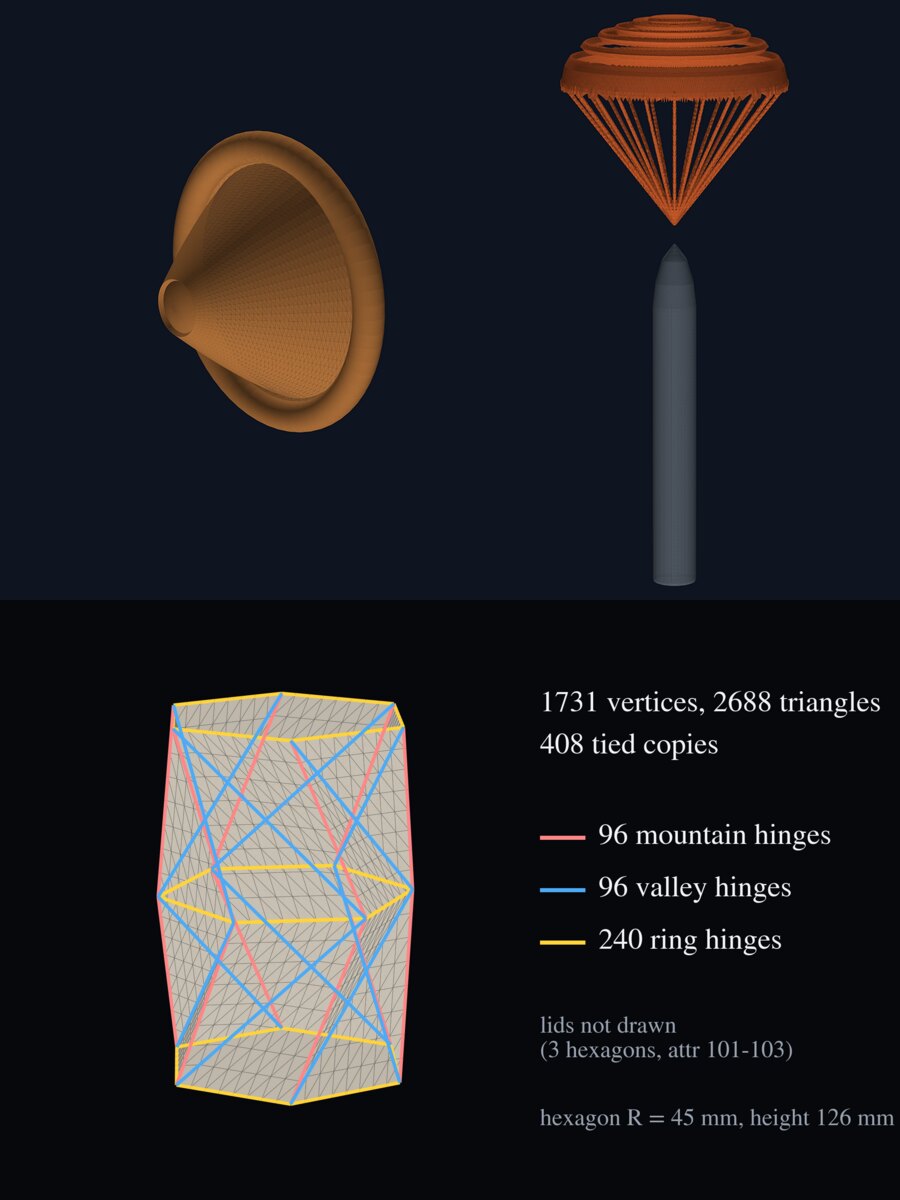 1731 vertices, 2688 triangles
408 tied copies
96 mountain hinges
96 valley hinges
240 ring hinges
lids not drawn
(3 hexagons, attr 101-103)
hexagon R = 45 mm, height 126 mm